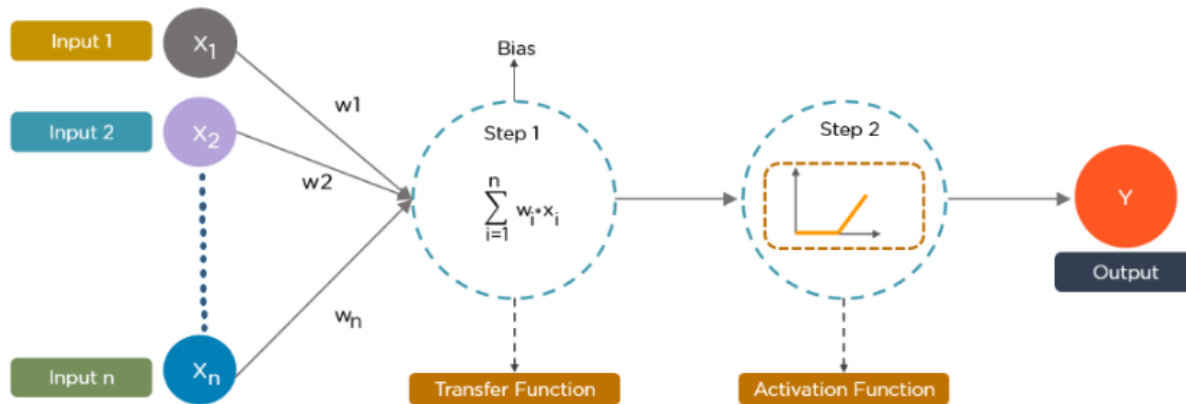 Input 1
X1
Input 2
X2
Input n
Xn
w1
w2
wn
Bias
Step 1
n
∑ wi*xi
i=1
Transfer Function
Step 2
Activation Function
Y
Output